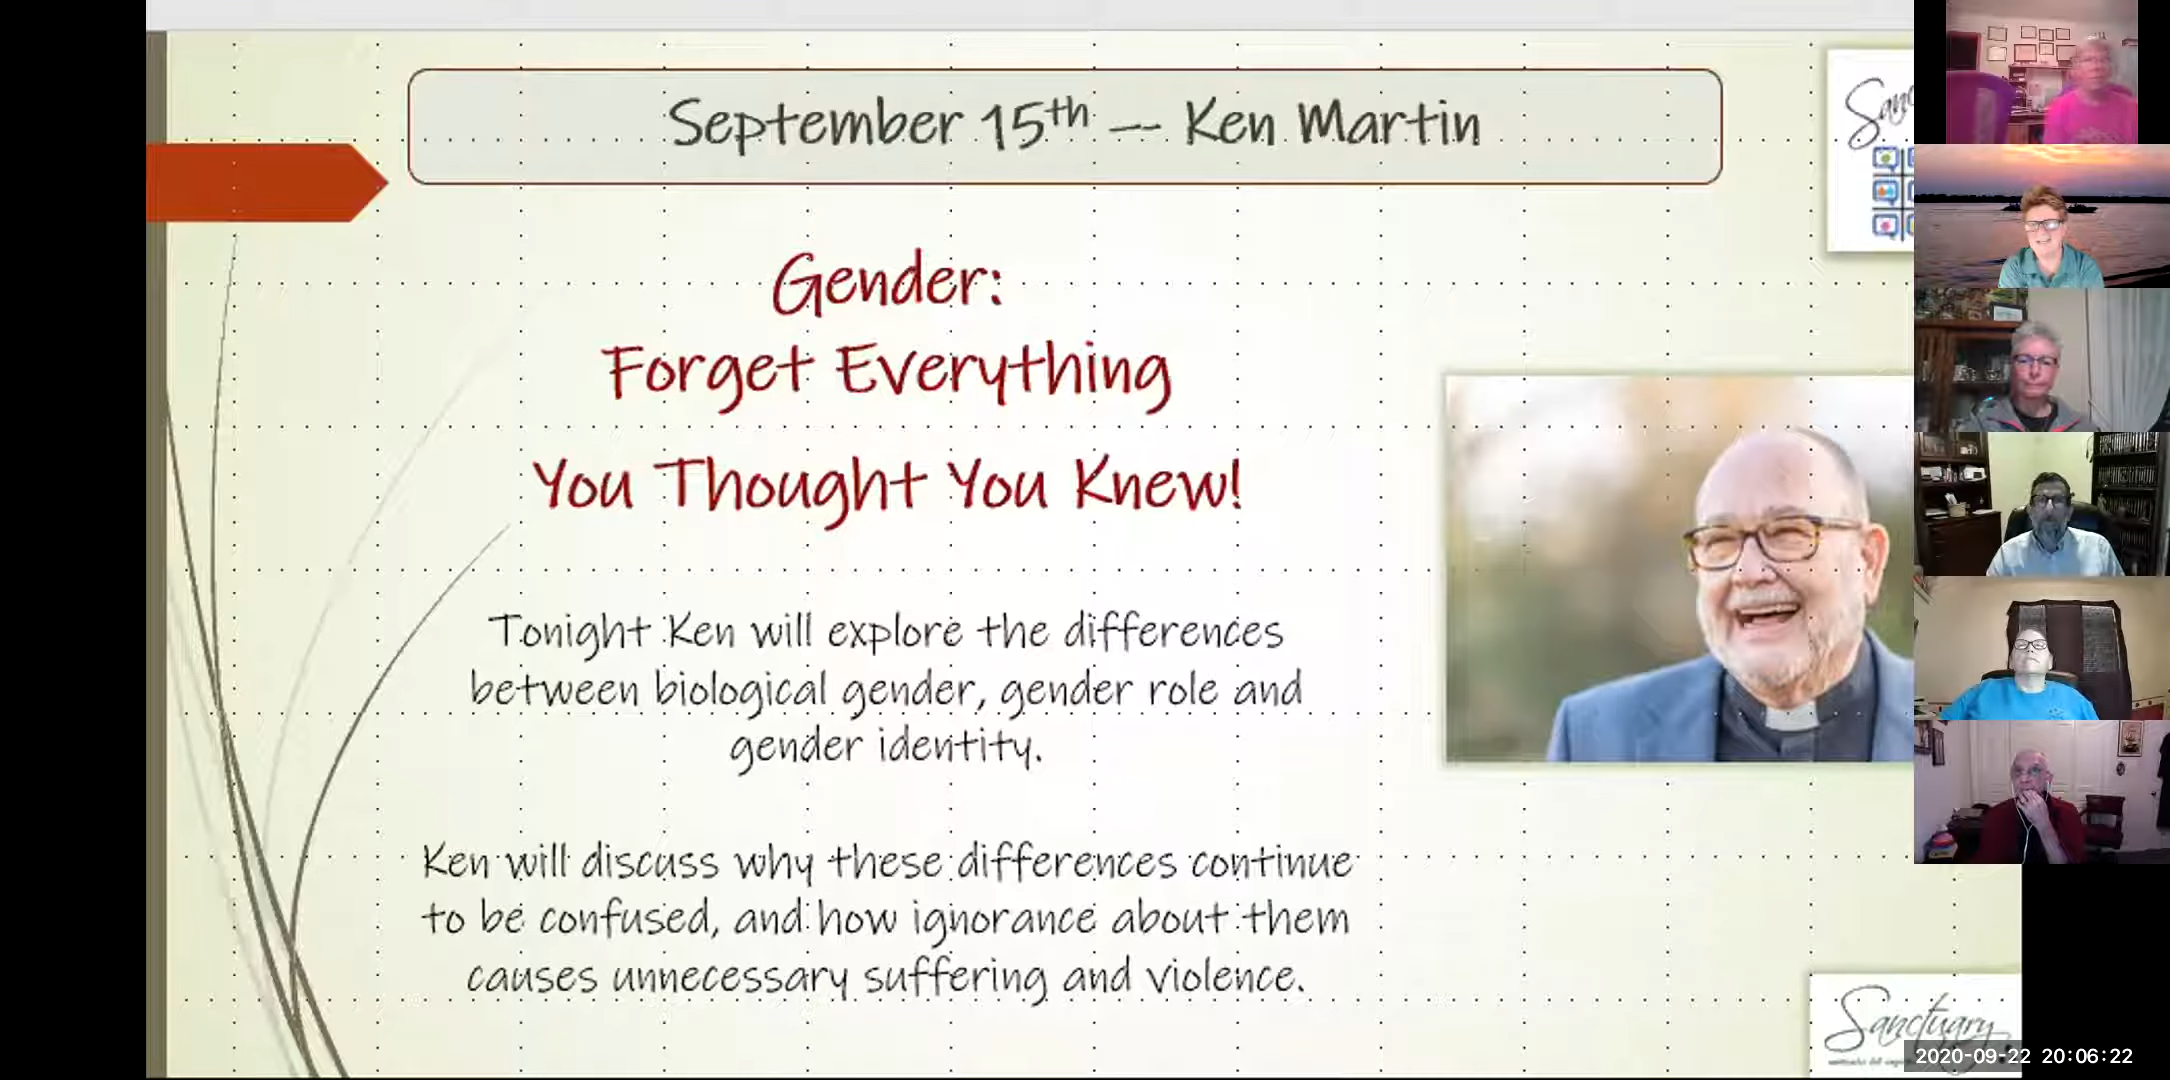 September 15th — Ken Martin
Gender:
Forget Everything
You Thought You Knew!
Tonight Ken will explore the differences
between biological gender, gender role and
gender identity.
Ken will discuss why these differences continue
to be confused, and how ignorance about them
causes unnecessary suffering and violence.
Sanc
Sanctuary
2020-09-22 20:06:22